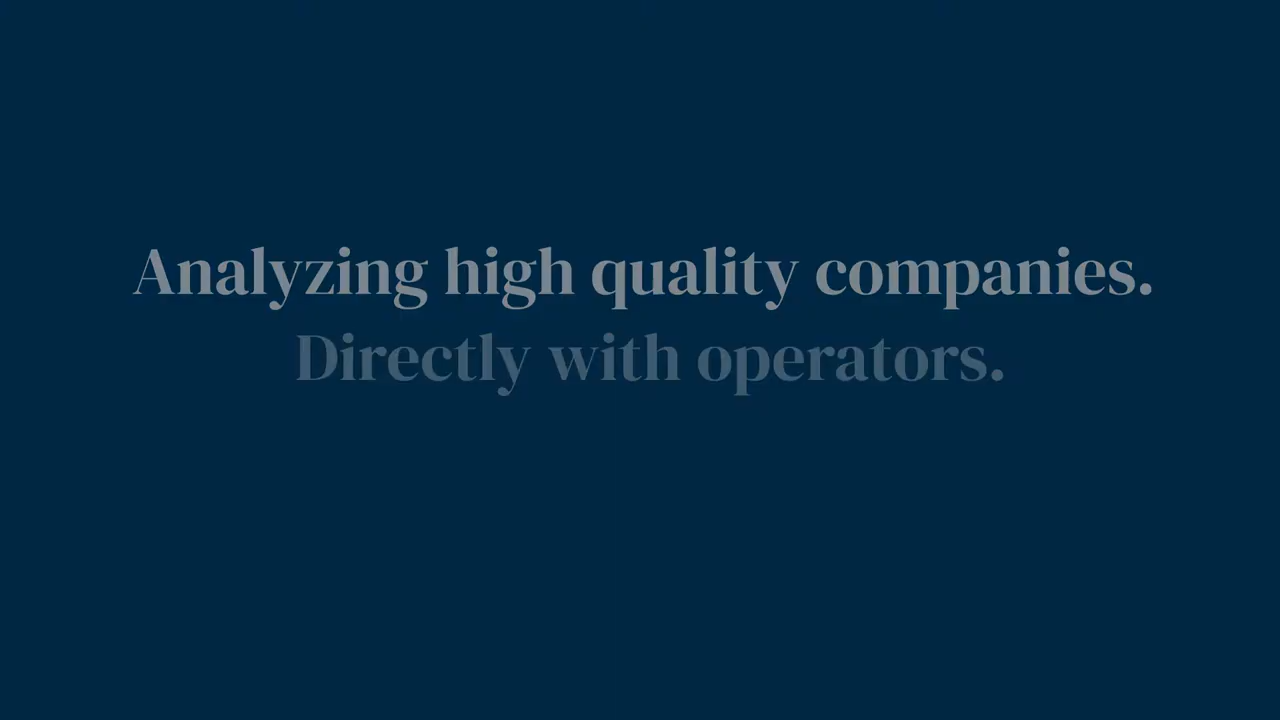 Analyzing high quality companies.
Directly with operators.